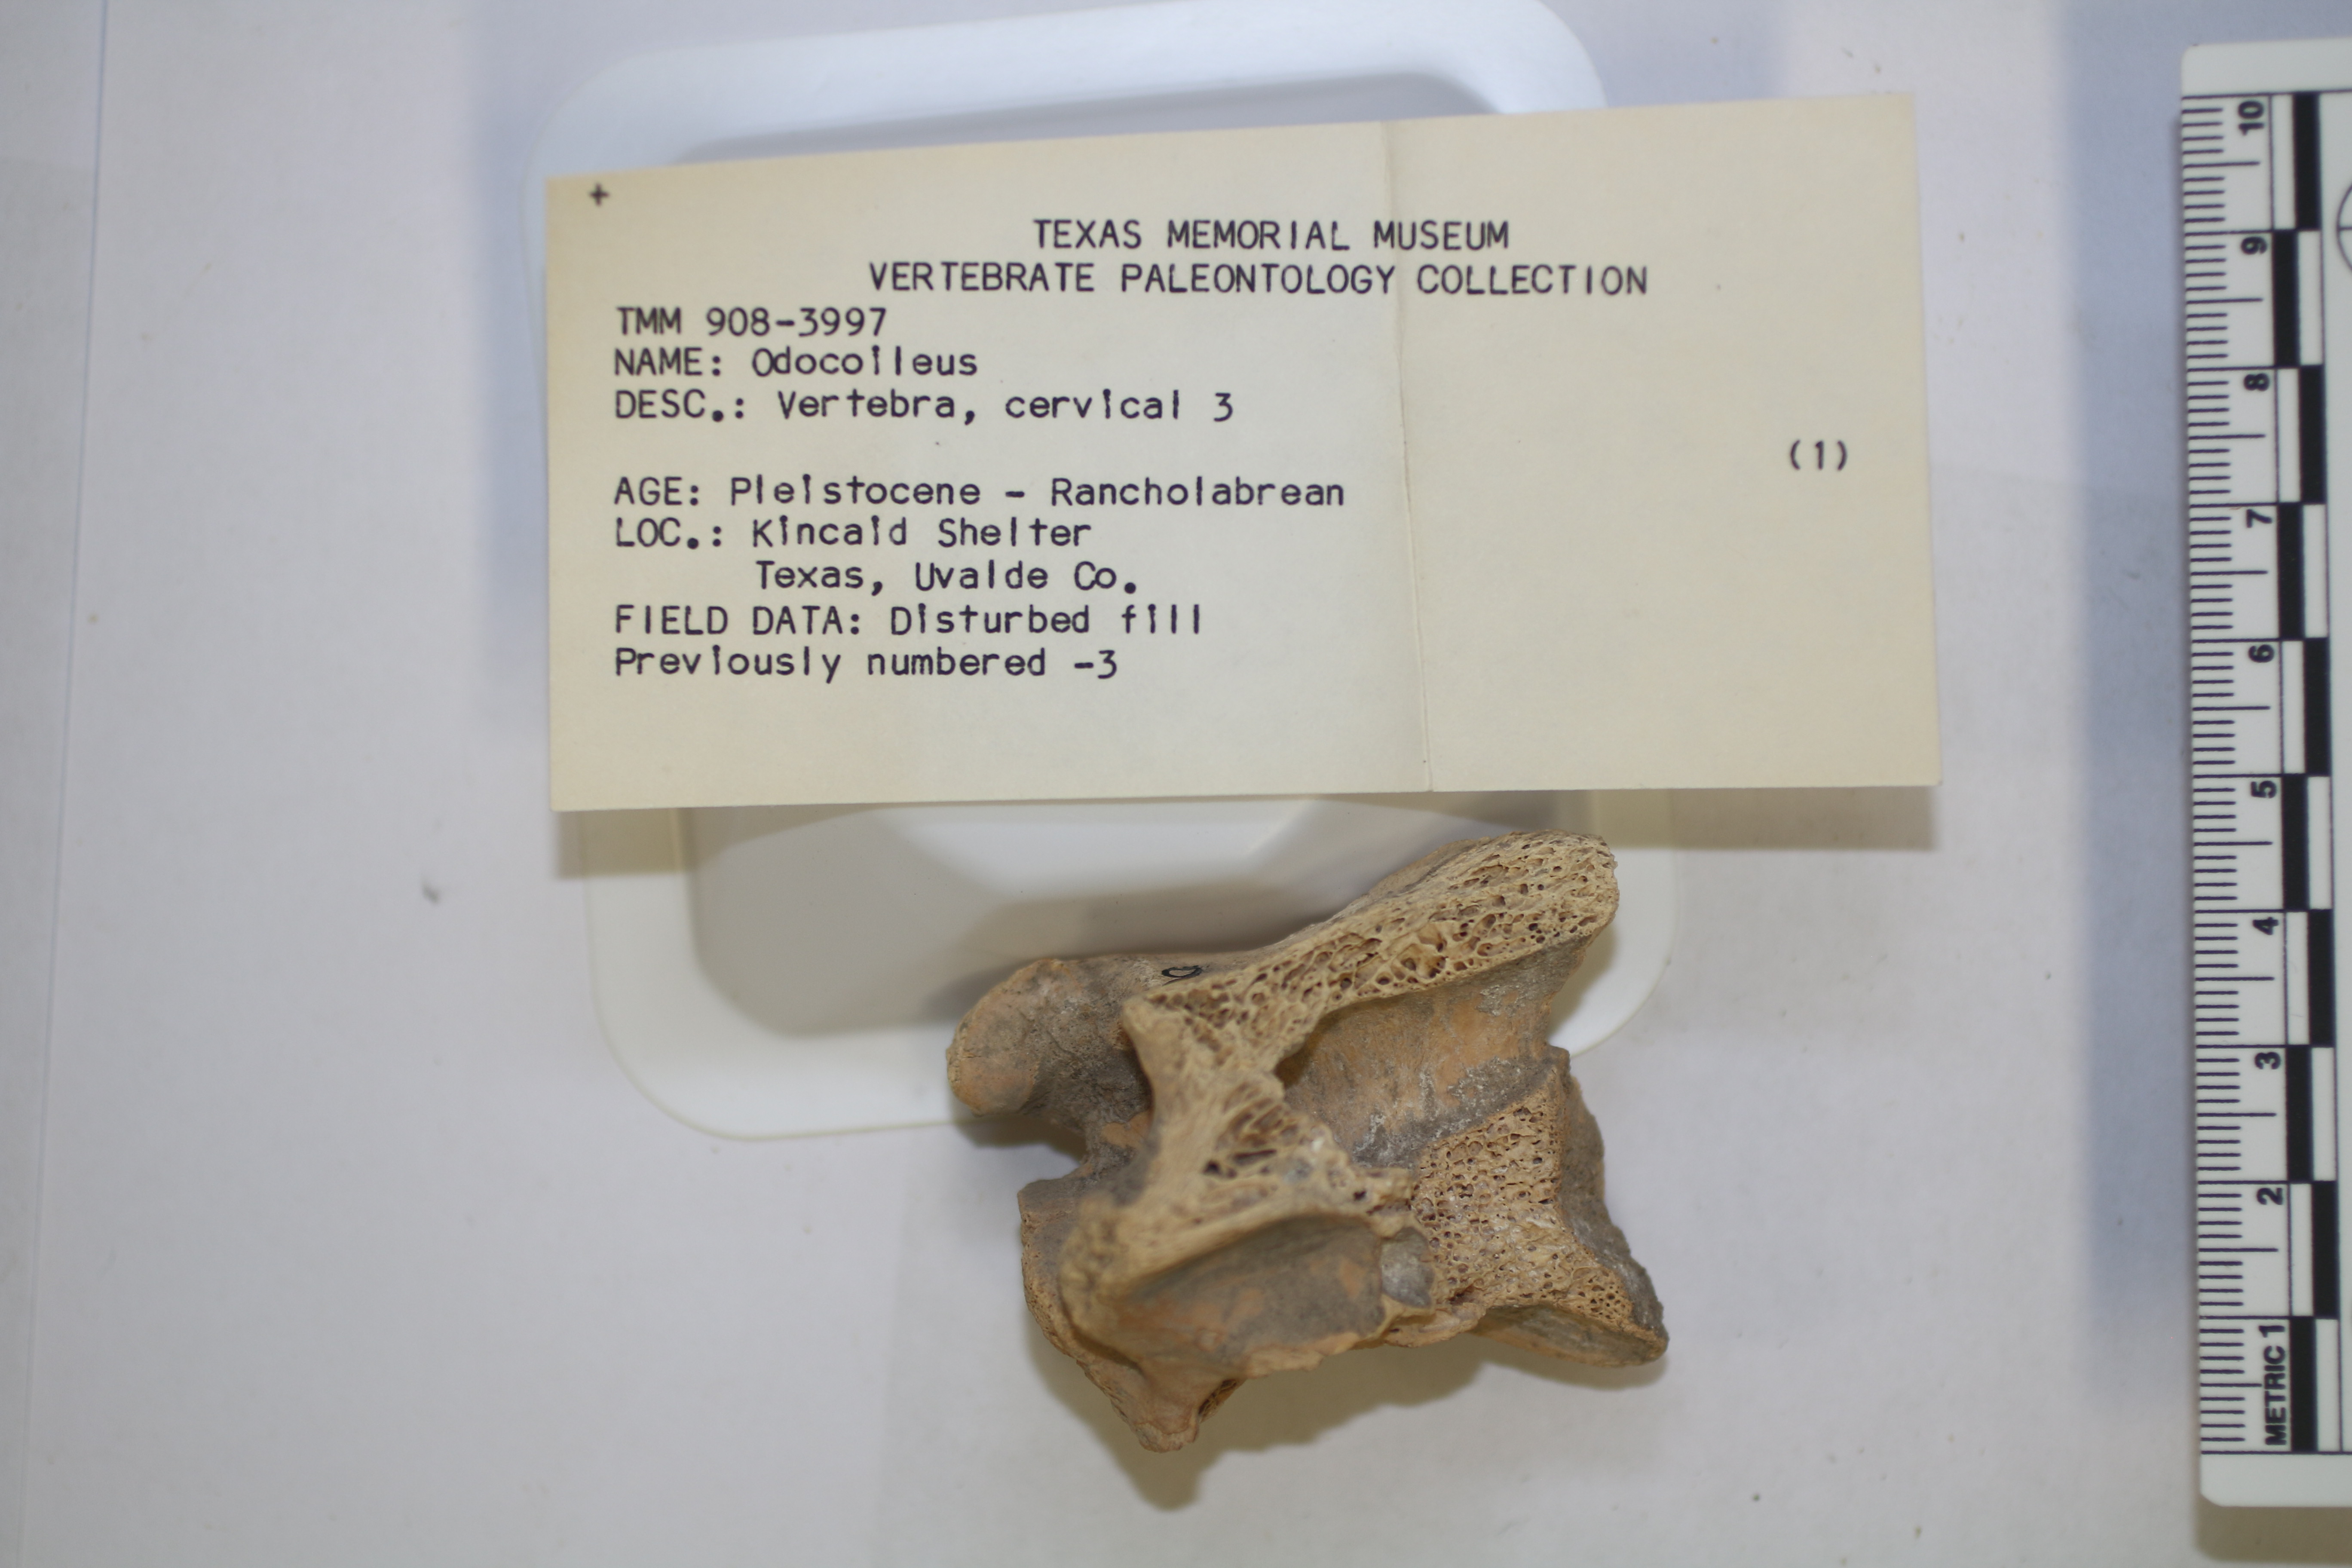 +
TEXAS MEMORIAL MUSEUM
VERTEBRATE PALEONTOLOGY COLLECTION
TMM 908-3997
NAME: Odocoileus
DESC.: Vertebra, cervical 3
(1)
AGE: Pleistocene - Rancholabrean
LOC.: Kincaid Shelter
Texas, Uvalde Co.
FIELD DATA: Disturbed fill
Previously numbered -3
METRIC 1 2 3 4 5 6 7 8 9 10